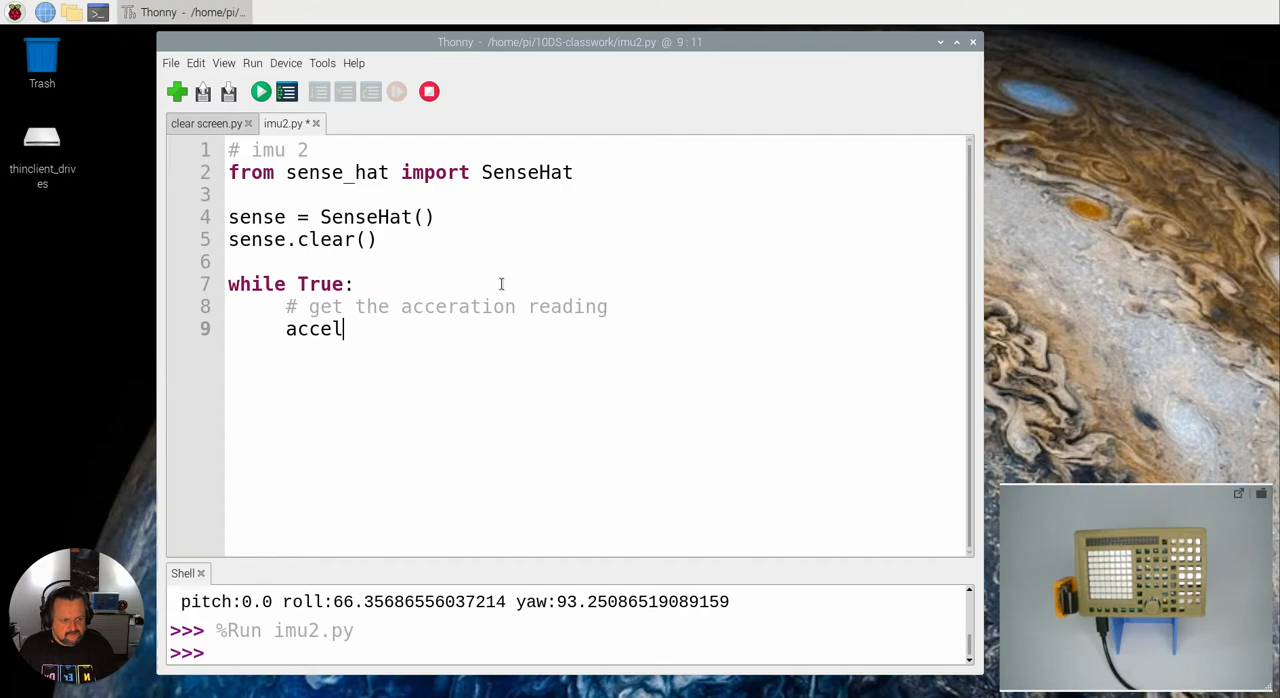 Thonny - /home/pi/...
Trash
thinclient_driv
es
Thonny - /home/pi/10DS-classwork/imu2.py @ 9:11
File Edit View Run Device Tools Help
clear screen.py
imu2.py *
1 # imu 2
2 from sense_hat import SenseHat
3
4 sense = SenseHat()
5 sense.clear()
6
7 while True:
8 # get the acceration reading
9 accel
Shell
pitch:0.0 roll:66.35686556037214 yaw:93.25086519089159
>>> %Run imu2.py
>>>